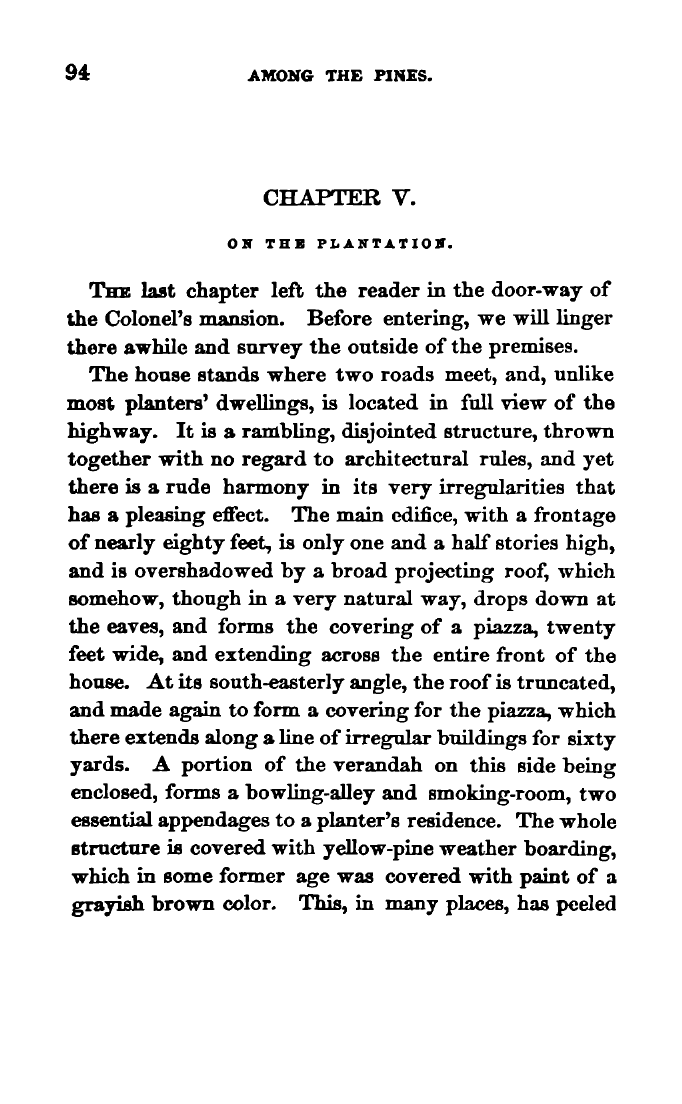 94 AMONG THE PINES.
CHAPTER V.
ON THE PLANTATION.
THE last chapter left the reader in the door-way of
the Colonel's mansion. Before entering, we will linger
there awhile and survey the outside of the premises.
The house stands where two roads meet, and, unlike
most planters' dwellings, is located in full view of the
highway. It is a rambling, disjointed structure, thrown
together with no regard to architectural rules, and yet
there is a rude harmony in its very irregularities that
has a pleasing effect. The main edifice, with a frontage
of nearly eighty feet, is only one and a half stories high,
and is overshadowed by a broad projecting roof, which
somehow, though in a very natural way, drops down at
the eaves, and forms the covering of a piazza, twenty
feet wide, and extending across the entire front of the
house. At its south-easterly angle, the roof is truncated,
and made again to form a covering for the piazza, which
there extends along a line of irregular buildings for sixty
yards. A portion of the verandah on this side being
enclosed, forms a bowling-alley and smoking-room, two
essential appendages to a planter's residence. The whole
structure is covered with yellow-pine weather boarding,
which in some former age was covered with paint of a
grayish brown color. This, in many places, has peeled